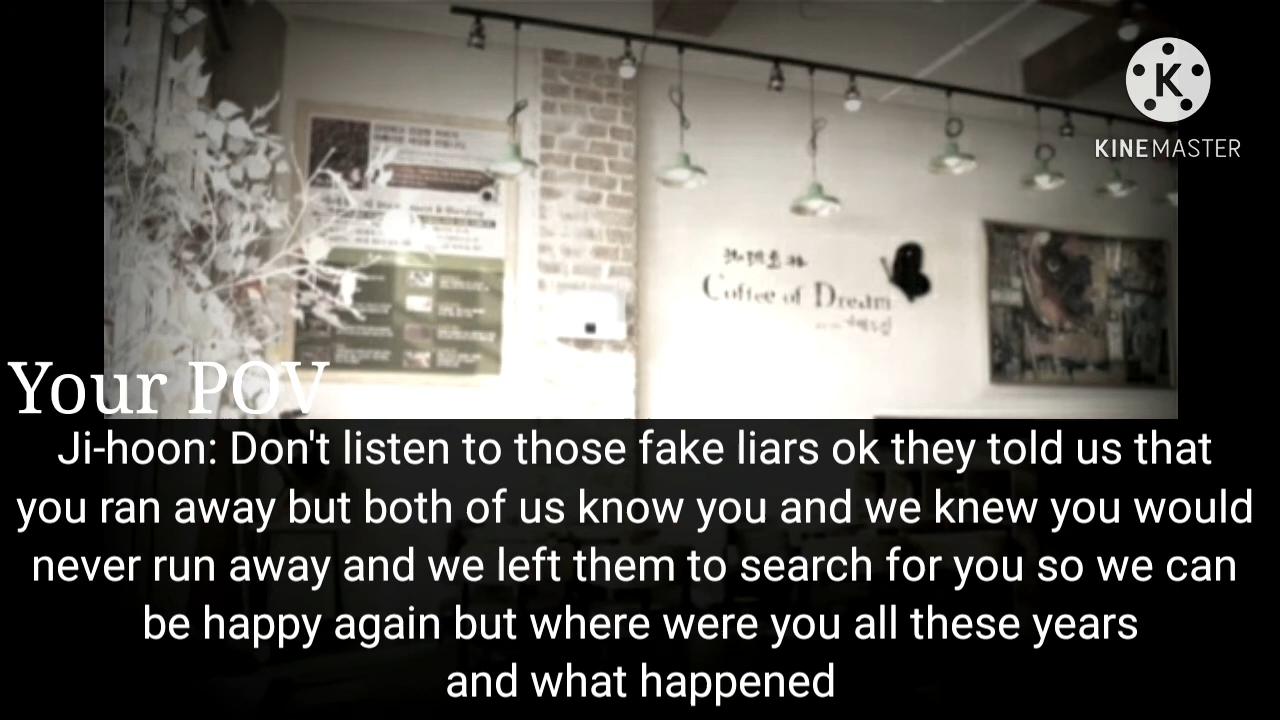 KINEMASTER
Coffee of Dream
Your POV
Ji-hoon: Don't listen to those fake liars ok they told us that
you ran away but both of us know you and we knew you would
never run away and we left them to search for you so we can
be happy again but where were you all these years
and what happened